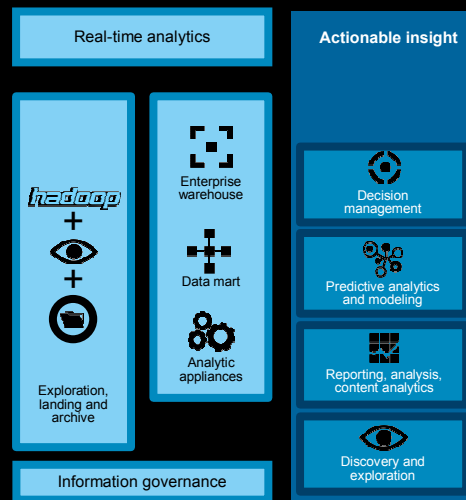 Real-time analytics
Actionable insight
hadoop
+
+
Exploration,
landing and
archive
Enterprise
warehouse
Data mart
Analytic
appliances
Decision
management
Predictive analytics
and modeling
Reporting, analysis,
content analytics
Discovery and
exploration
Information governance